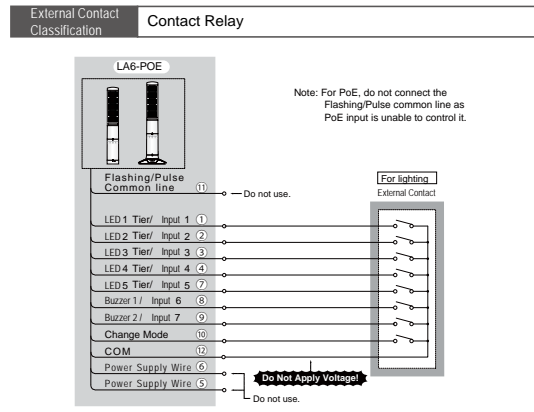 External Contact
Classification
Contact Relay
LA6-POE
Note: For PoE, do not connect the
Flashing/Pulse common line as
PoE input is unable to control it.
Flashing/Pulse
Common line ⑪
Do not use.
For lighting
External Contact
LED 1 Tier/ Input 1 ①
LED 2 Tier/ Input 2 ②
LED 3 Tier/ Input 3 ③
LED 4 Tier/ Input 4 ④
LED 5 Tier/ Input 5 ⑦
Buzzer 1 / Input 6 ⑧
Buzzer 2 / Input 7 ⑨
Change Mode ⑩
COM ⑫
Power Supply Wire ⑥
Power Supply Wire ⑤
Do Not Apply Voltage!
Do not use.